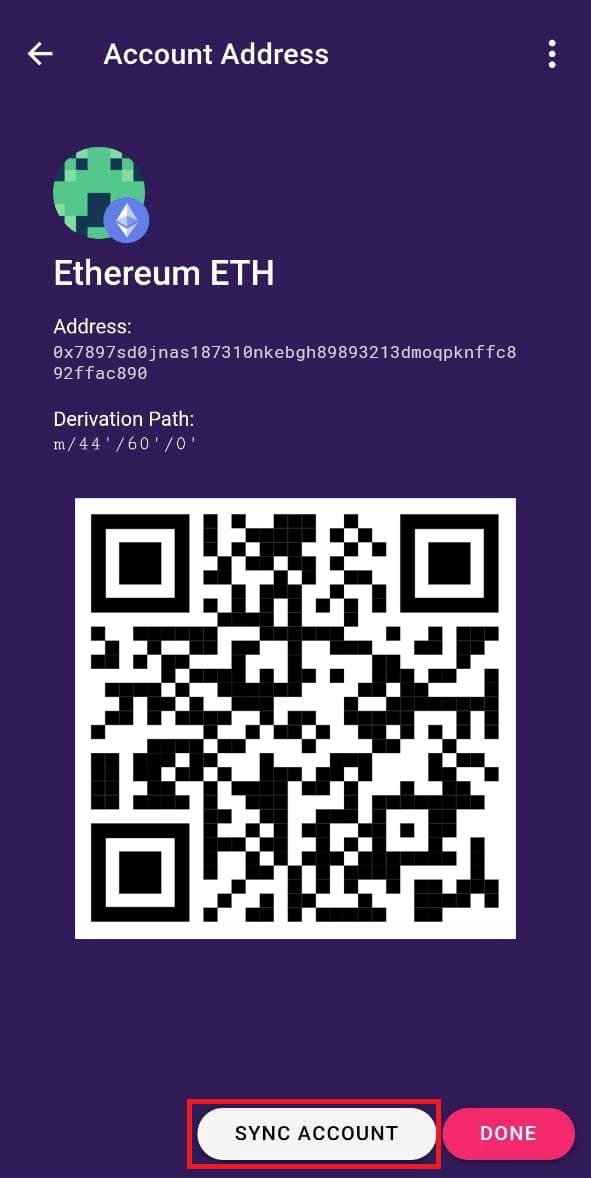 Account Address
Ethereum ETH
Address:
0x7897sd0jnas187310nkebgh89893213dmoqpknffc8
92ffac890
Derivation Path:
m/44'/60'/0'
SYNC ACCOUNT
DONE